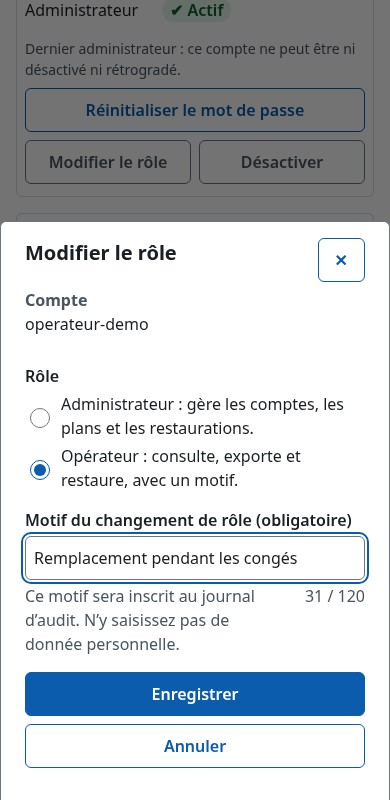 Administrateur ✔ Actif
Dernier administrateur : ce compte ne peut être ni
désactivé ni rétrogradé.
Réinitialiser le mot de passe
Modifier le rôle Désactiver
Modifier le rôle ×
Compte
operateur-demo
Rôle
Administrateur : gère les comptes, les
plans et les restaurations.
Opérateur : consulte, exporte et
restaure, avec un motif.
Motif du changement de rôle (obligatoire)
Remplacement pendant les congés
Ce motif sera inscrit au journal 31 / 120
d’audit. N’y saisissez pas de
donnée personnelle.
Enregistrer
Annuler